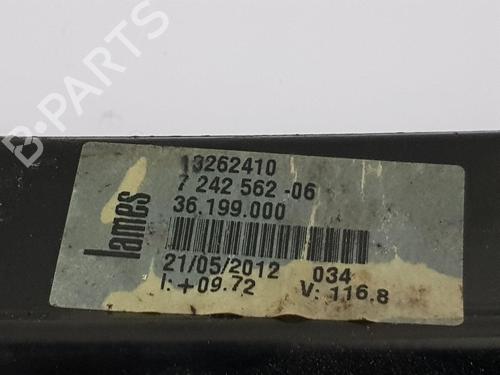 B-PARTS
13262410
7 242 562 -06
36.199.000
lames
21/05/2012 034
I: +09.72 V: 116.8